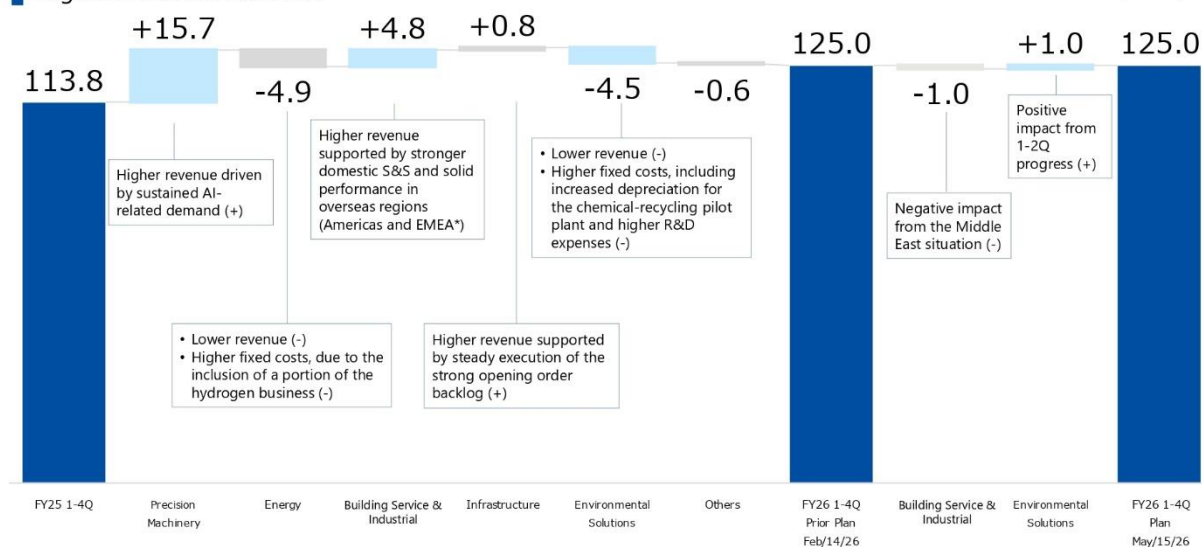 +15.7
+4.8
+0.8
125.0
+1.0
125.0
113.8
-4.9
-4.5
-0.6
-1.0
Higher revenue driven
by sustained AI-
related demand (+)
Higher revenue
supported by stronger
domestic S&S and solid
performance in
overseas regions
(Americas and EMEA*)
• Lower revenue (-)
• Higher fixed costs, including
increased depreciation for
the chemical-recycling pilot
plant and higher R&D
expenses (-)
Positive
impact from
1-2Q
progress (+)
Negative impact
from the Middle
East situation (-)
• Lower revenue (-)
• Higher fixed costs, due to the
inclusion of a portion of the
hydrogen business (-)
Higher revenue supported
by steady execution of the
strong opening order
backlog (+)
FY25 1-4Q
Precision
Machinery
Energy
Building Service &
Industrial
Infrastructure
Environmental
Solutions
Others
FY26 1-4Q
Prior Plan
Feb/14/26
Building Service &
Industrial
Environmental
Solutions
FY26 1-4Q
Plan
May/15/26